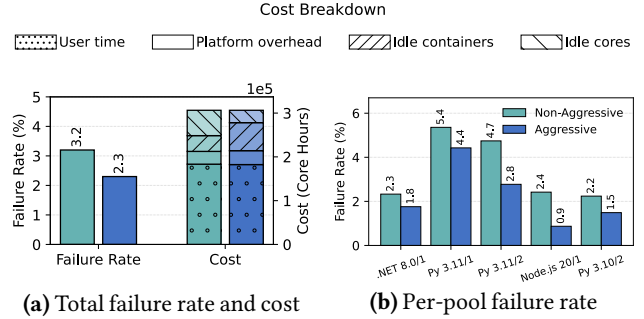 Cost Breakdown
User time
Platform overhead
Idle containers
Idle cores
1e5
Failure Rate (%)
5
4
3
2
1
0
3.2
2.3
3
2
1
0
Cost (Core Hours)
Failure Rate
Cost
(a) Total failure rate and cost
Failure Rate (%)
6
4
2
0
Non-Aggressive
Aggressive
2.3
1.8
5.4
4.4
4.7
2.8
2.4
0.9
2.2
1.5
.NET 8.0/1
Py 3.11/1
Py 3.11/2
Node.js 20/1
Py 3.10/2
(b) Per-pool failure rate